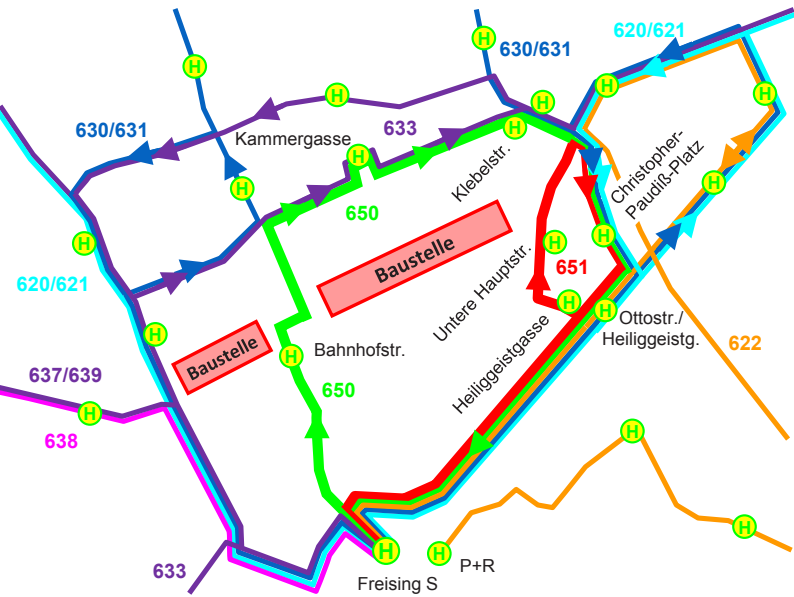 620/621
630/631
H
H
H
H
H
H
630/631
633
Kammergasse
H
H
Klebelstr.
Christopher-
Paudiß-Platz
H
H
650
H
H
H
Baustelle
651
Untere Hauptstr.
620/621
H
H
H
Ottostr./
Heiliggeistg.
Baustelle
H
Bahnhofstr.
622
Heiliggeistgasse
637/639
650
H
638
H
H
H
H
P+R
633
Freising S